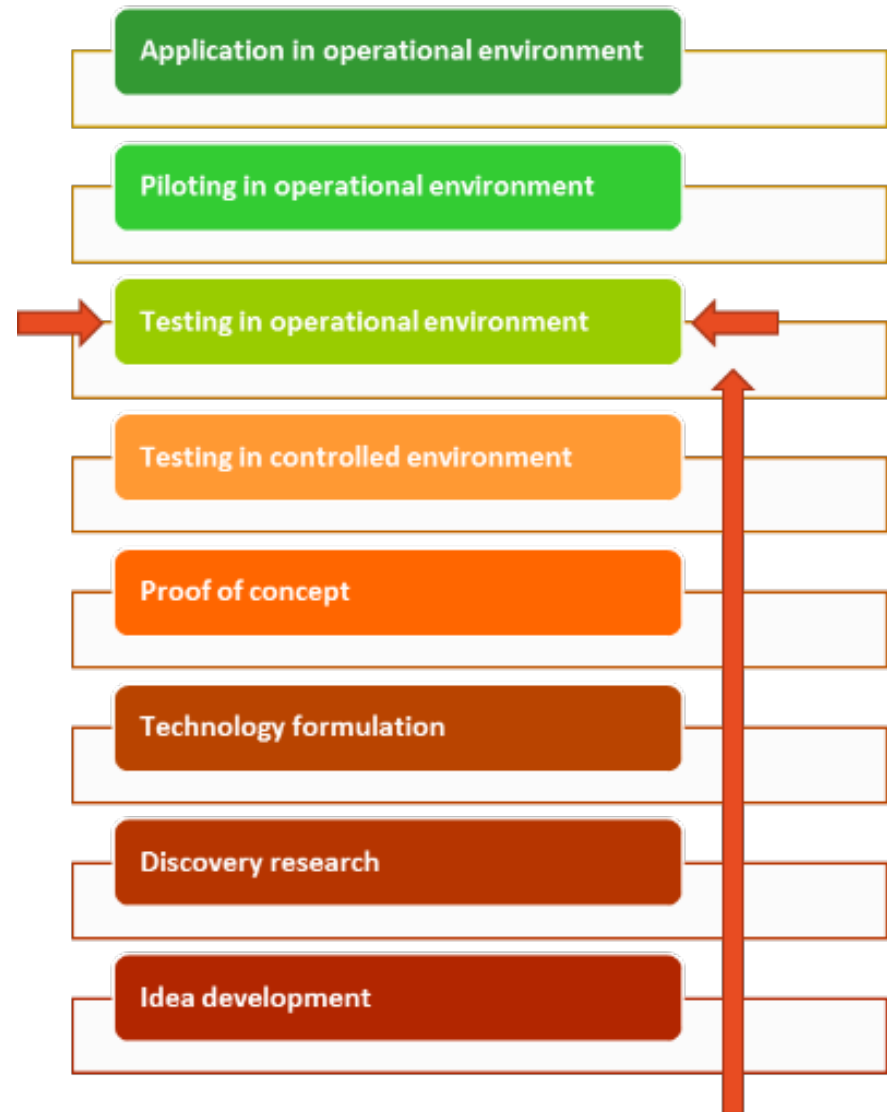 Application in operational environment
Piloting in operational environment
Testing in operational environment
Testing in controlled environment
Proof of concept
Technology formulation
Discovery research
Idea development